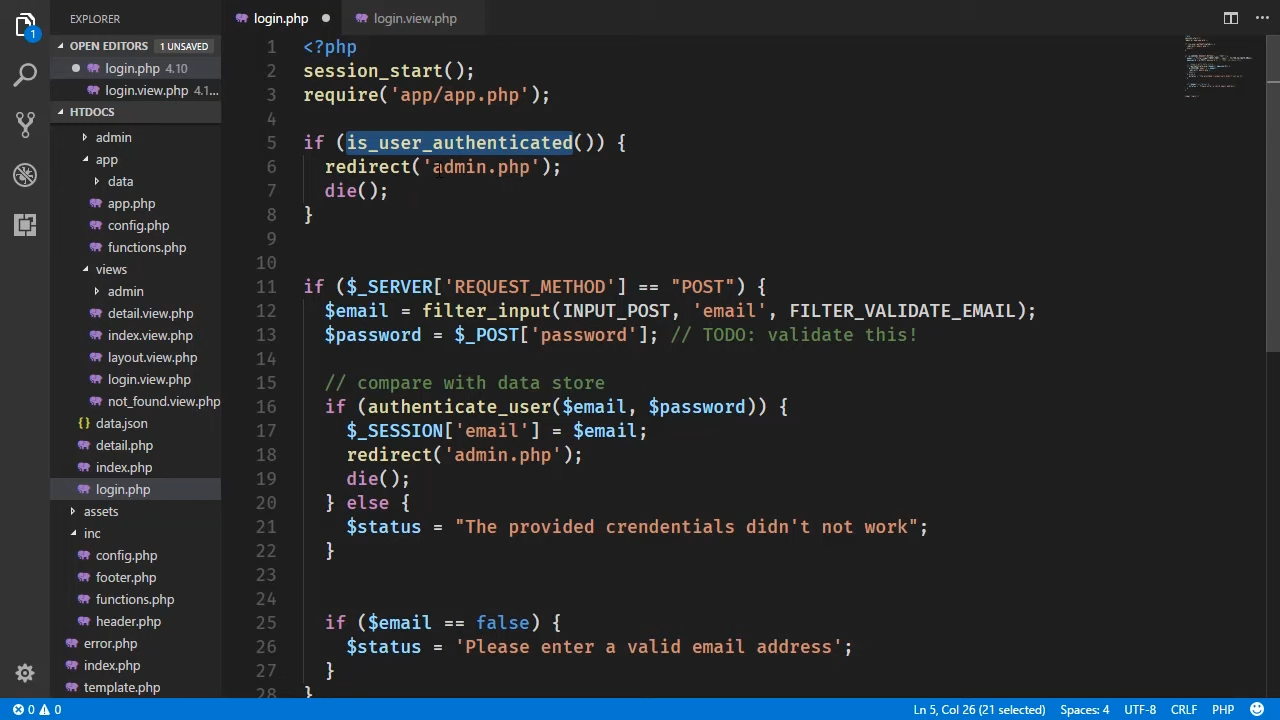 EXPLORER
login.php
login.view.php
OPEN EDITORS 1 UNSAVED
login.php 4.10
login.view.php 4.1...
HTDOCS
admin
app
data
app.php
config.php
functions.php
views
admin
detail.view.php
index.view.php
layout.view.php
login.view.php
not_found.view.php
{} data.json
detail.php
index.php
login.php
assets
inc
config.php
footer.php
functions.php
header.php
error.php
index.php
template.php
1
1 <?php
2 session_start();
3 require('app/app.php');
4
5 if (is_user_authenticated()) {
6 redirect('admin.php');
7 die();
8 }
9
10
11 if ($_SERVER['REQUEST_METHOD'] == "POST") {
12 $email = filter_input(INPUT_POST, 'email', FILTER_VALIDATE_EMAIL);
13 $password = $_POST['password']; // TODO: validate this!
14
15 // compare with data store
16 if (authenticate_user($email, $password)) {
17 $_SESSION['email'] = $email;
18 redirect('admin.php');
19 die();
20 } else {
21 $status = "The provided crendentials didn't not work";
22 }
23
24
25 if ($email == false) {
26 $status = 'Please enter a valid email address';
27 }
28 }
0 0
Ln 5, Col 26 (21 selected) Spaces: 4 UTF-8 CRLF PHP